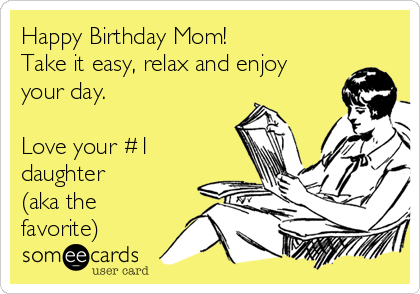 Happy Birthday Mom!
Take it easy, relax and enjoy
your day.
Love your #1
daughter
(aka the
favorite)
someecards
user card